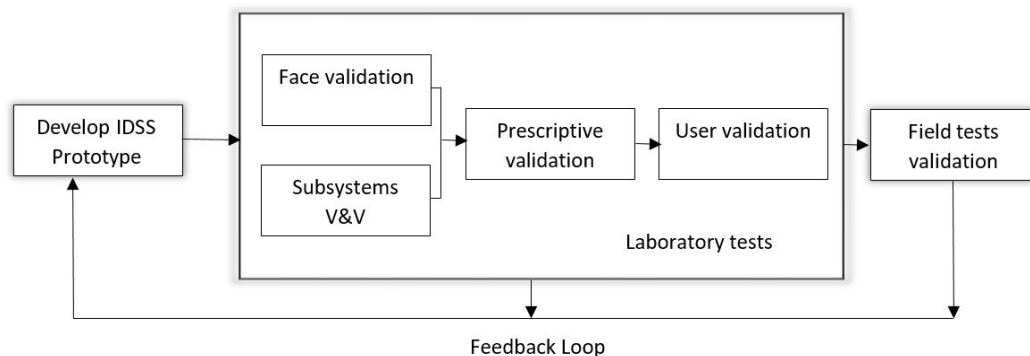 Develop IDSS
Prototype
Face validation
Subsystems
V&V
Prescriptive
validation
User validation
Laboratory tests
Field tests
validation
Feedback Loop